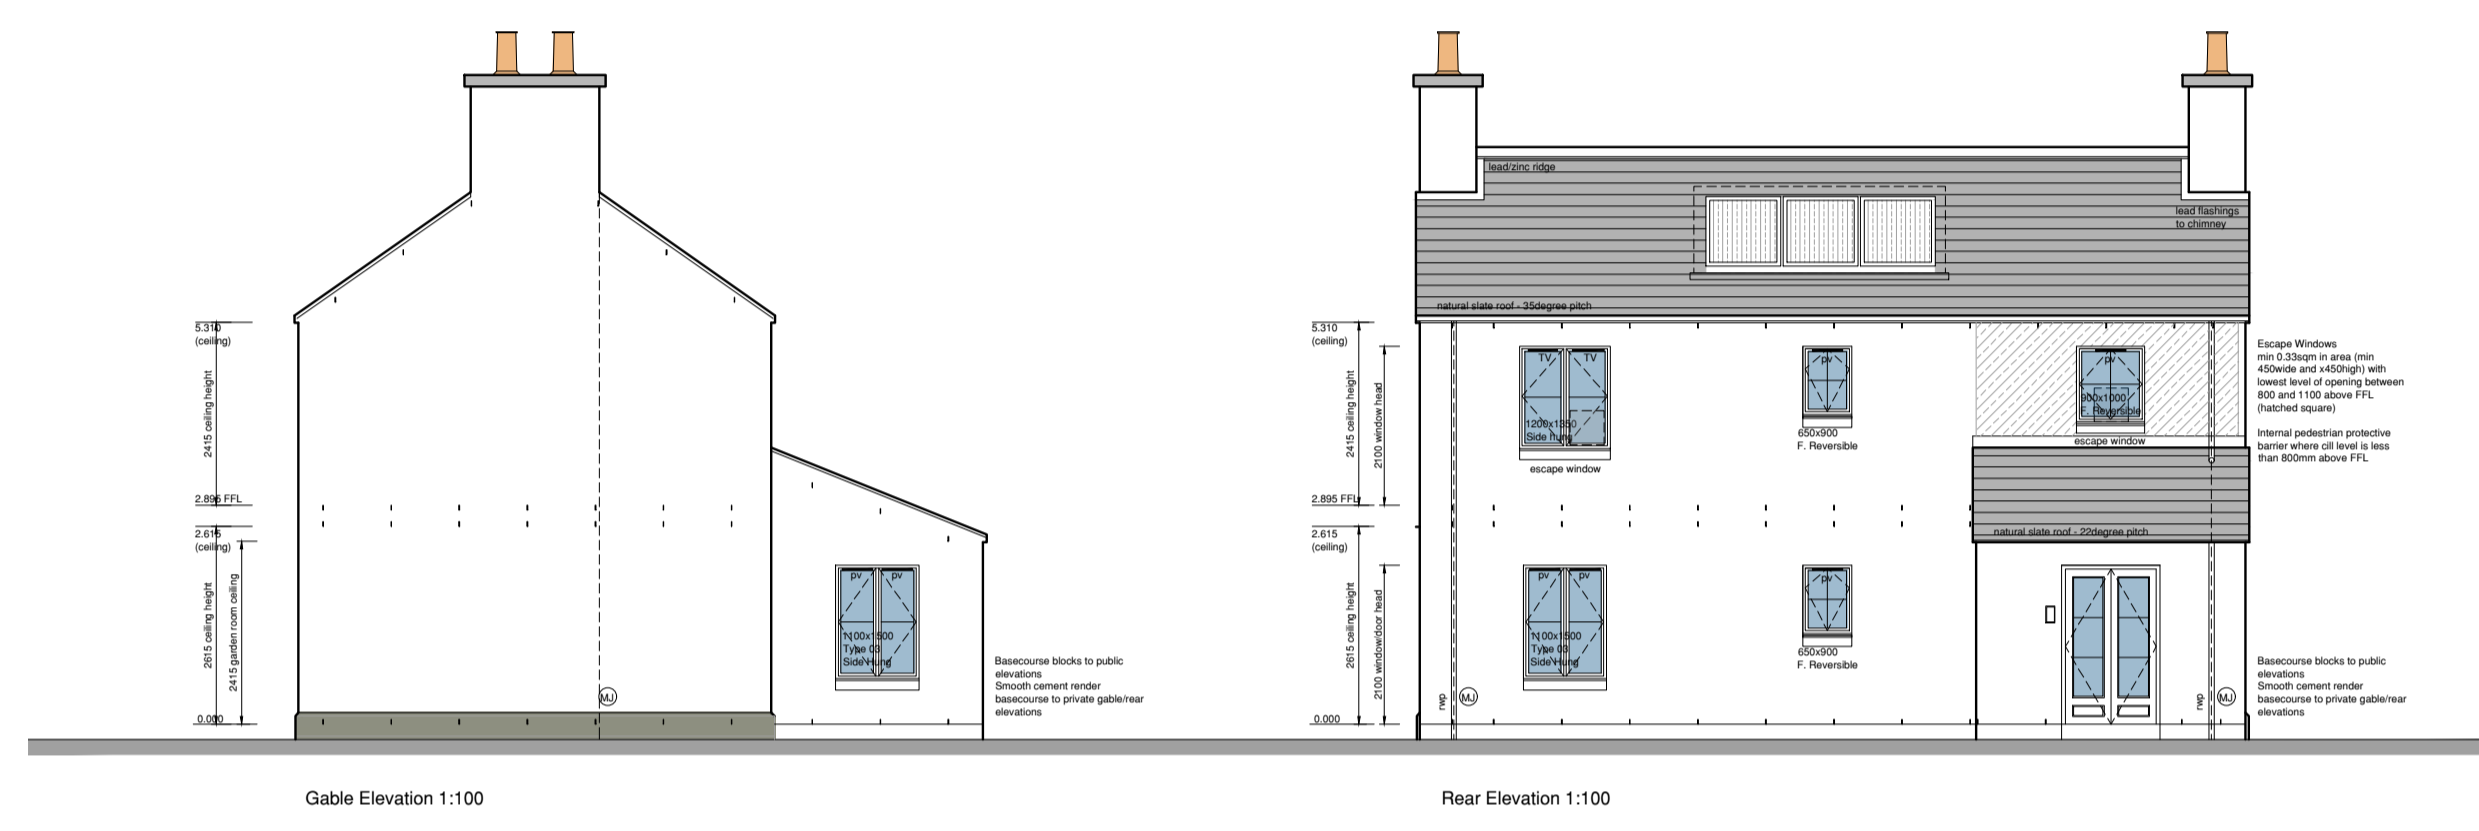 5.310
(ceiling)
2415 ceiling height
2.895 FFL
2.615
(ceiling)
2615 ceiling height
2415 garden room ceiling
0.000
MJ
pv pv
1100x1500
Type 03
Side Hung
Basecourse blocks to public
elevations
Smooth cement render
basecourse to private gable/rear
elevations
Gable Elevation 1:100
lead/zinc ridge
lead flashings
to chimney
natural slate roof - 35degree pitch
5.310
(ceiling)
2415 ceiling height
2100 window head
2.895 FFL
2.615
(ceiling)
2615 ceiling height
2100 window/door head
0.000
TV TV
1200x1350
Side hung
escape window
pv
650x900
F. Reversible
pv
900x1000
F. Reversible
escape window
Escape Windows
min 0.33sqm in area (min
450wide and x450high) with
lowest level of opening between
800 and 1100 above FFL
(hatched square)
Internal pedestrian protective
barrier where cill level is less
than 800mm above FFL
natural slate roof - 22degree pitch
pv pv
1100x1500
Type 03
Side Hung
pv
650x900
F. Reversible
rwp
MJ
rwp
MJ
Basecourse blocks to public
elevations
Smooth cement render
basecourse to private gable/rear
elevations
Rear Elevation 1:100